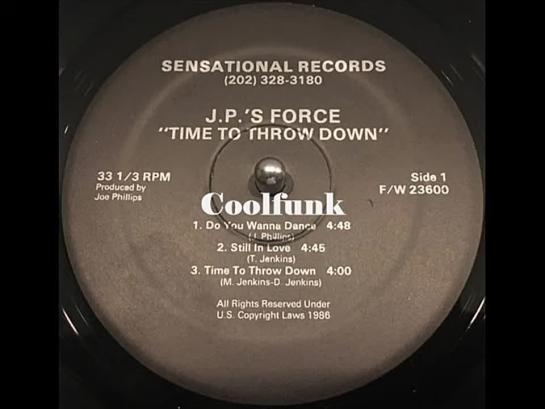 SENSATIONAL RECORDS
(202) 328-3180
J.P.'S FORCE
"TIME TO THROW DOWN"
33 1/3 RPM
Produced by
Joe Phillips
Side 1
F/W 23600
Coolfunk
1. Do You Wanna Dance 4:48
(J. Phillips)
2. Still In Love 4:45
(T. Jenkins)
3. Time To Throw Down 4:00
(M. Jenkins-D. Jenkins)
All Rights Reserved Under
U.S. Copyright Laws 1986